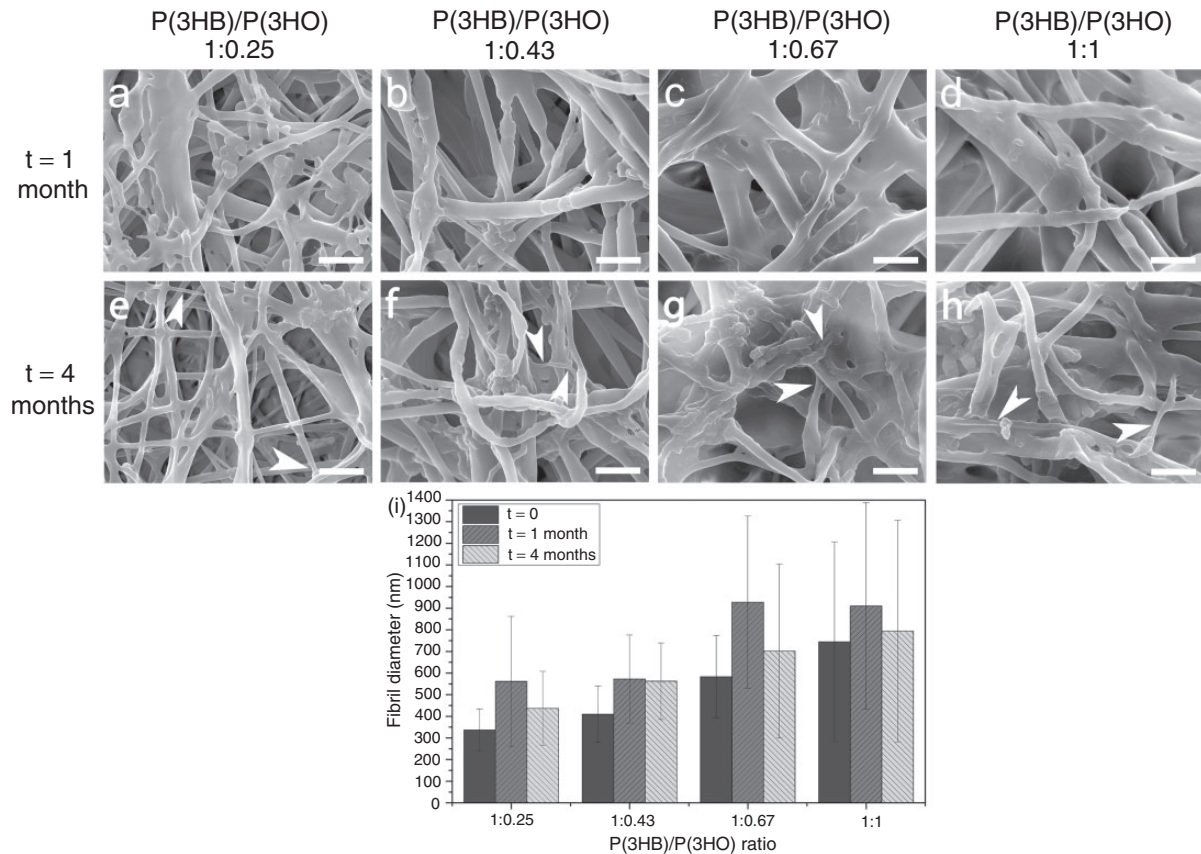 P(3HB)/P(3HO) P(3HB)/P(3HO) P(3HB)/P(3HO) P(3HB)/P(3HO)
1:0.25 1:0.43 1:0.67 1:1
a b c d
t = 1
month
e f g h
t = 4
months
(i)
t = 0
t = 1 month
t = 4 months
1400
1300
1200
1100
1000
900
800
700
600
500
400
300
200
100
0
Fibril diameter (nm)
1:0.25 1:0.43 1:0.67 1:1
P(3HB)/P(3HO) ratio